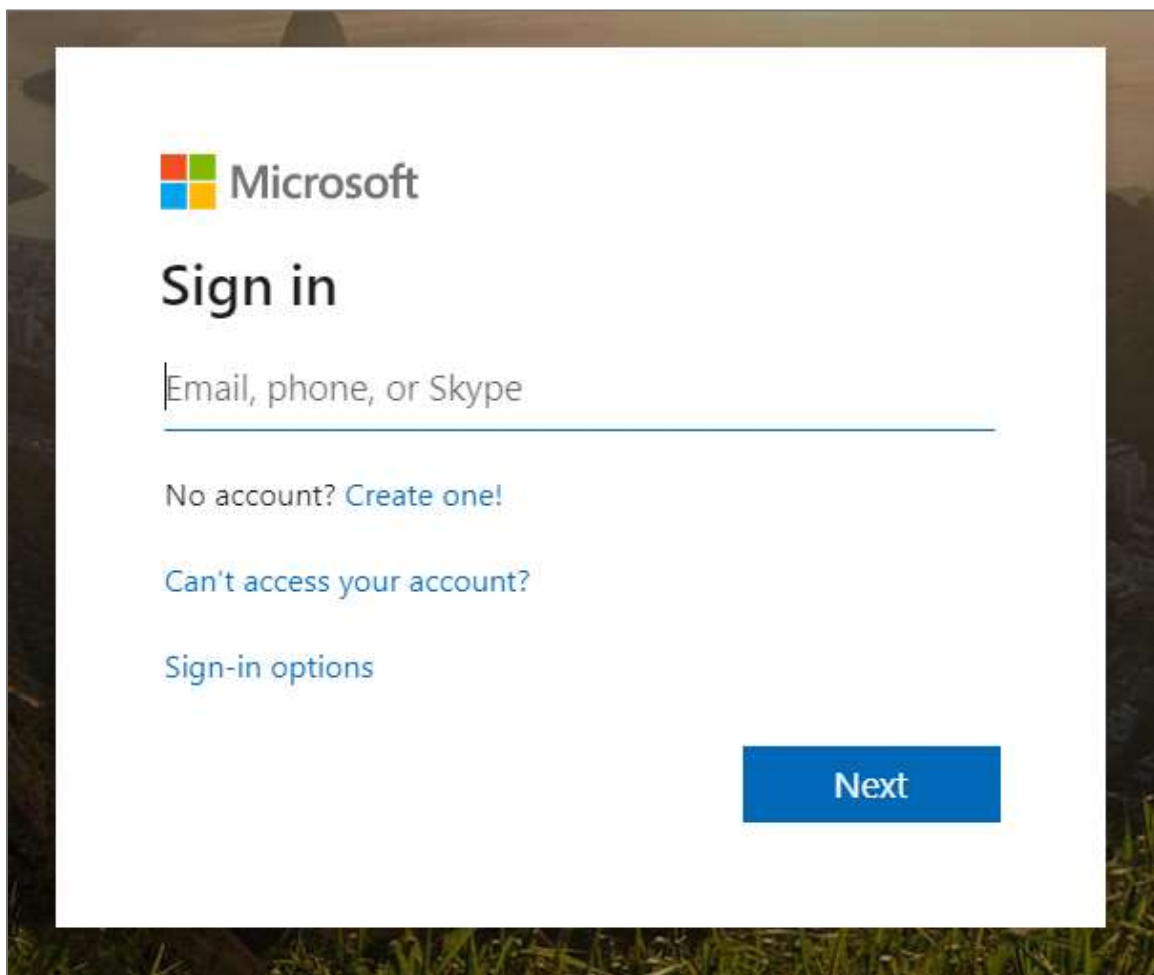 Microsoft
Sign in
Email, phone, or Skype
No account? Create one!
Can't access your account?
Sign-in options
Next